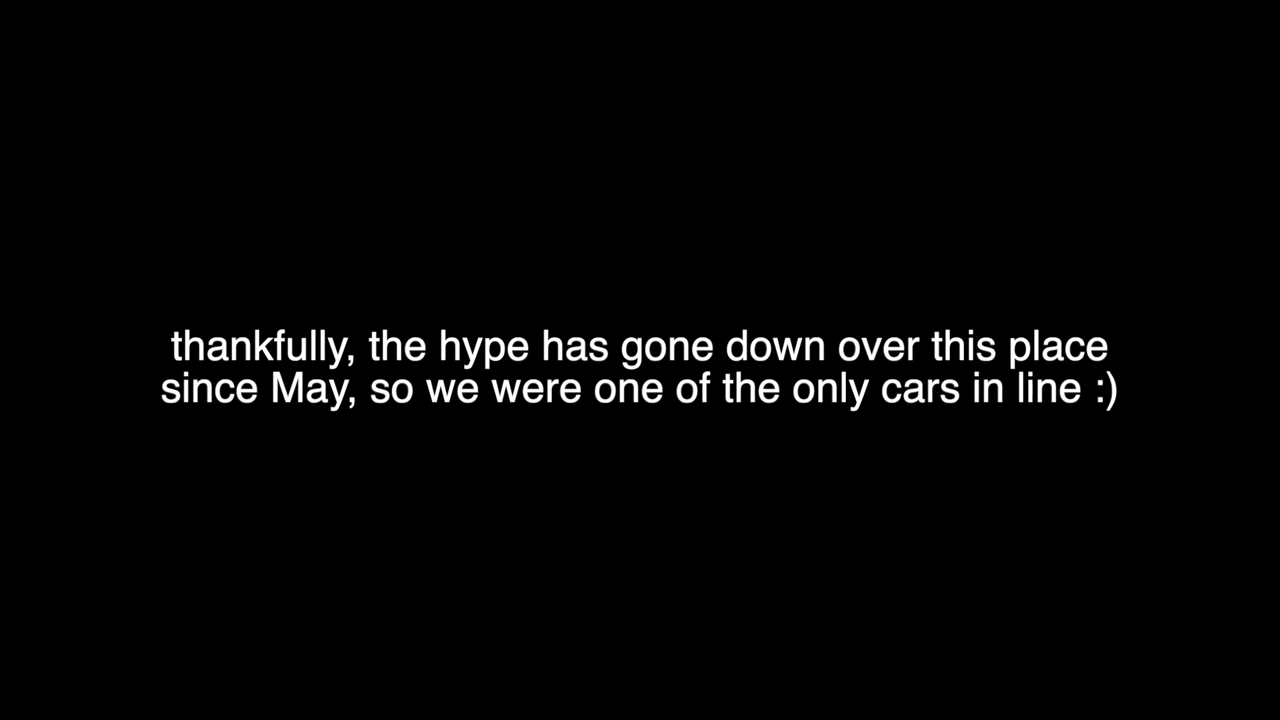 thankfully, the hype has gone down over this place
since May, so we were one of the only cars in line :)